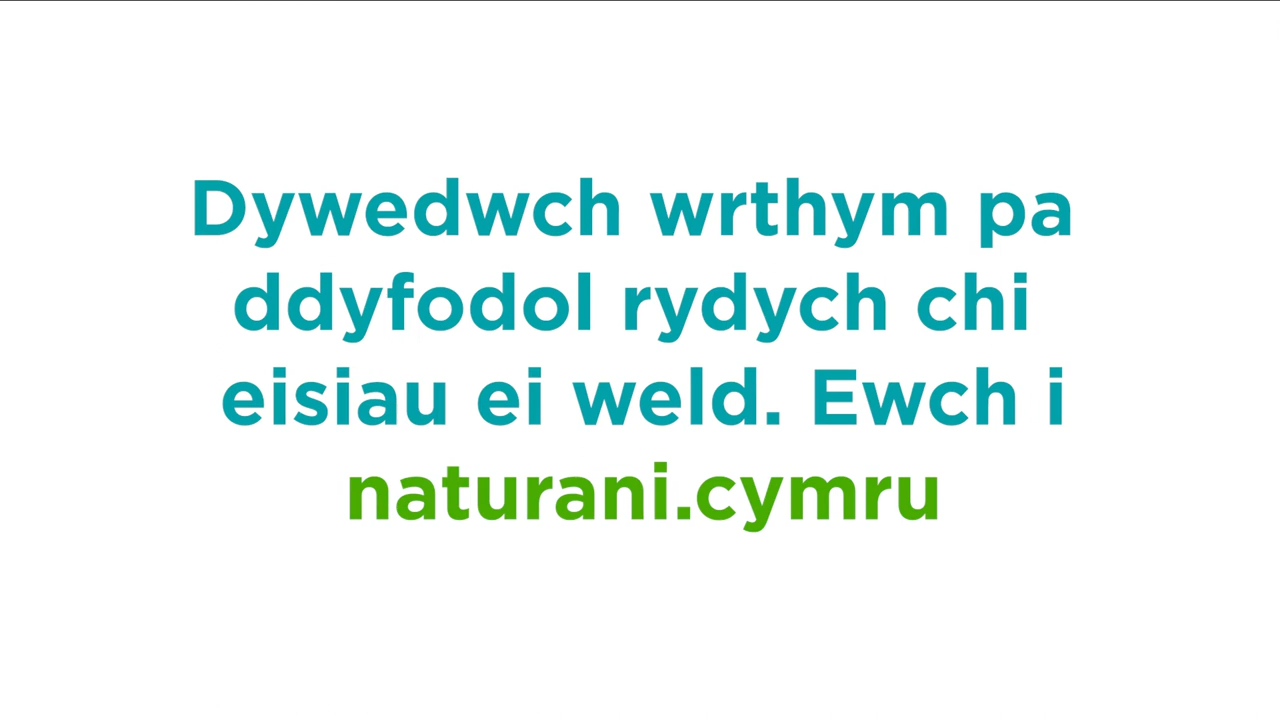 Dywedwch wrthym pa
ddyfodol rydych chi
eisiau ei weld. Ewch i
naturani.cymru